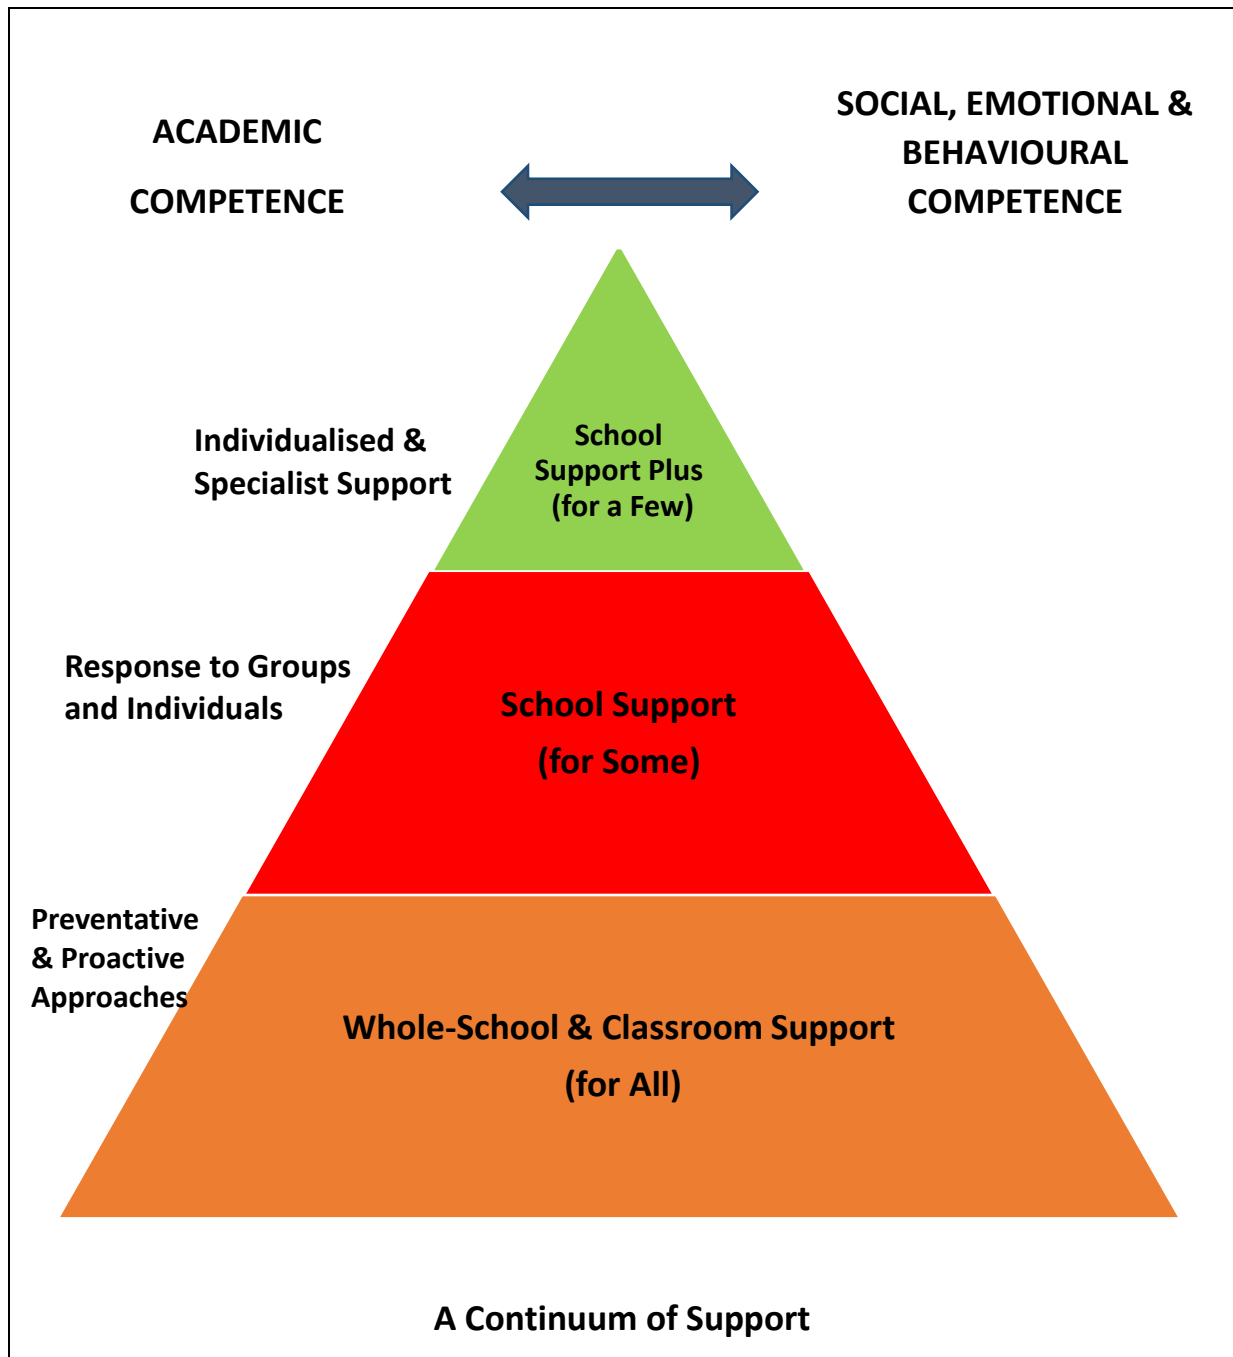 ACADEMIC
COMPETENCE
SOCIAL, EMOTIONAL &
BEHAVIOURAL
COMPETENCE
Individualised &
Specialist Support
School
Support Plus
(for a Few)
Response to Groups
and Individuals
School Support
(for Some)
Preventative
& Proactive
Approaches
Whole-School & Classroom Support
(for All)
A Continuum of Support